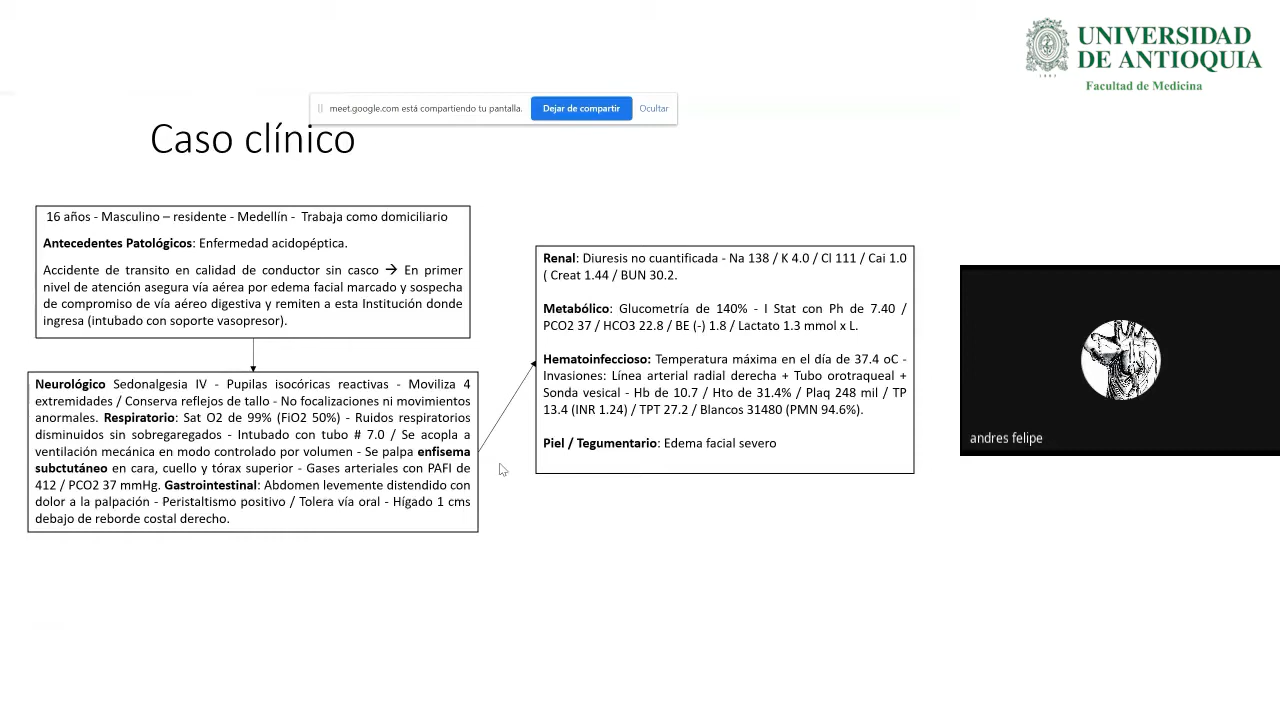 UNIVERSIDAD
DE ANTIOQUIA
1803
Facultad de Medicina
meet.google.com está compartiendo tu pantalla.
Dejar de compartir
Ocultar
Caso clínico
16 años - Masculino – residente - Medellín - Trabaja como domiciliario
Antecedentes Patológicos: Enfermedad acidopéptica.
Accidente de transito en calidad de conductor sin casco → En primer
nivel de atención asegura vía aérea por edema facial marcado y sospecha
de compromiso de vía aéreo digestiva y remiten a esta Institución donde
ingresa (intubado con soporte vasopresor).
Neurológico Sedonalgesia IV - Pupilas isocóricas reactivas - Moviliza 4
extremidades / Conserva reflejos de tallo - No focalizaciones ni movimientos
anormales. Respiratorio: Sat O2 de 99% (FiO2 50%) - Ruidos respiratorios
disminuidos sin sobregaregados - Intubado con tubo # 7.0 / Se acopla a
ventilación mecánica en modo controlado por volumen - Se palpa enfisema
subctutáneo en cara, cuello y tórax superior - Gases arteriales con PAFI de
412 / PCO2 37 mmHg. Gastrointestinal: Abdomen levemente distendido con
dolor a la palpación - Peristaltismo positivo / Tolera vía oral - Hígado 1 cms
debajo de reborde costal derecho.
Renal: Diuresis no cuantificada - Na 138 / K 4.0 / Cl 111 / Cai 1.0
( Creat 1.44 / BUN 30.2.
Metabólico: Glucometría de 140% - I Stat con Ph de 7.40 /
PCO2 37 / HCO3 22.8 / BE (-) 1.8 / Lactato 1.3 mmol x L.
Hematoinfeccioso: Temperatura máxima en el día de 37.4 oC -
Invasiones: Línea arterial radial derecha + Tubo orotraqueal +
Sonda vesical - Hb de 10.7 / Hto de 31.4% / Plaq 248 mil / TP
13.4 (INR 1.24) / TPT 27.2 / Blancos 31480 (PMN 94.6%).
Piel / Tegumentario: Edema facial severo
andres felipe